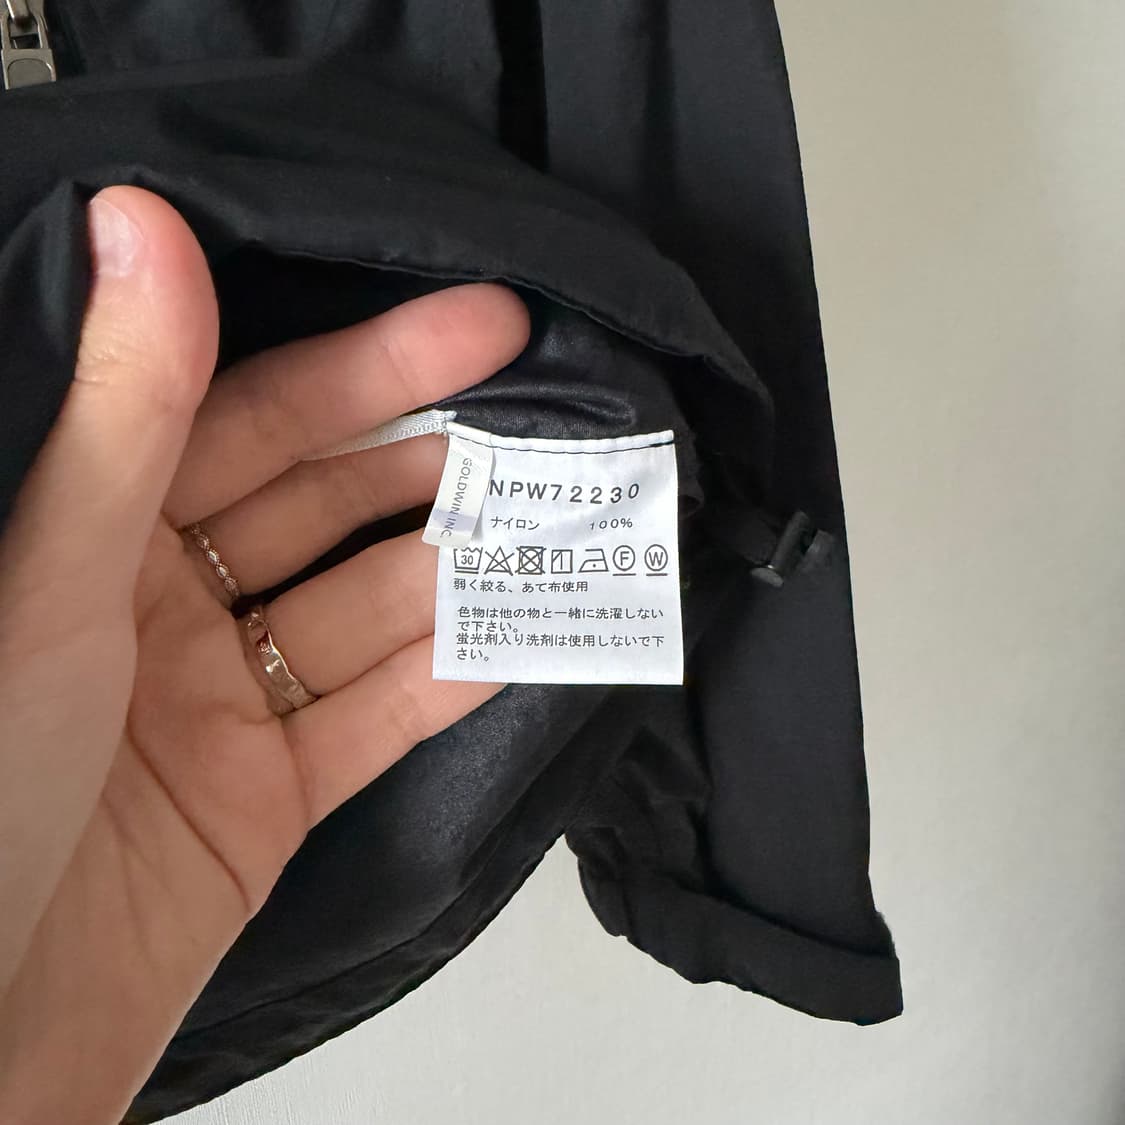 GOLDWIN INC.
NPW72230
ナイロン 100%
30 F W
弱く絞る、あて布使用
色物は他の物と一緒に洗濯しない
で下さい。
蛍光剤入り洗剤は使用しないで下
さい。